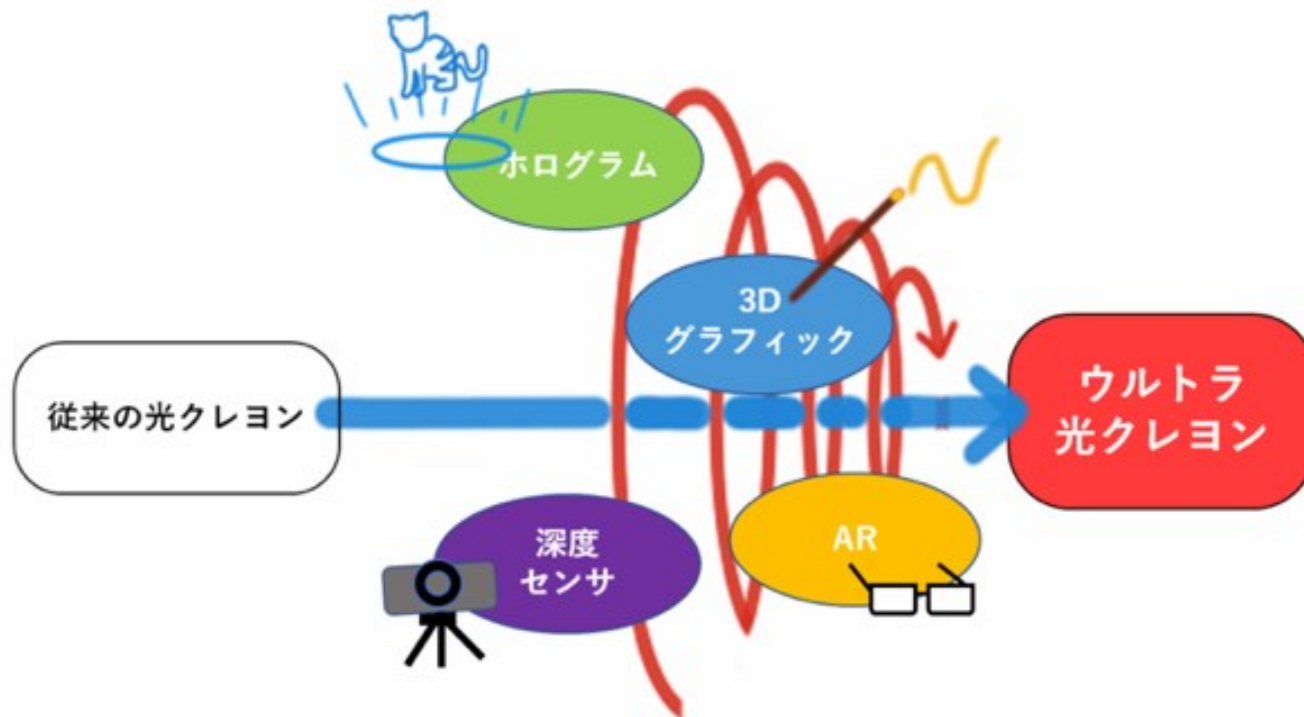 ホログラム
3D
グラフィック
従来の光クレヨン
ウルトラ
光クレヨン
深度
センサ
AR